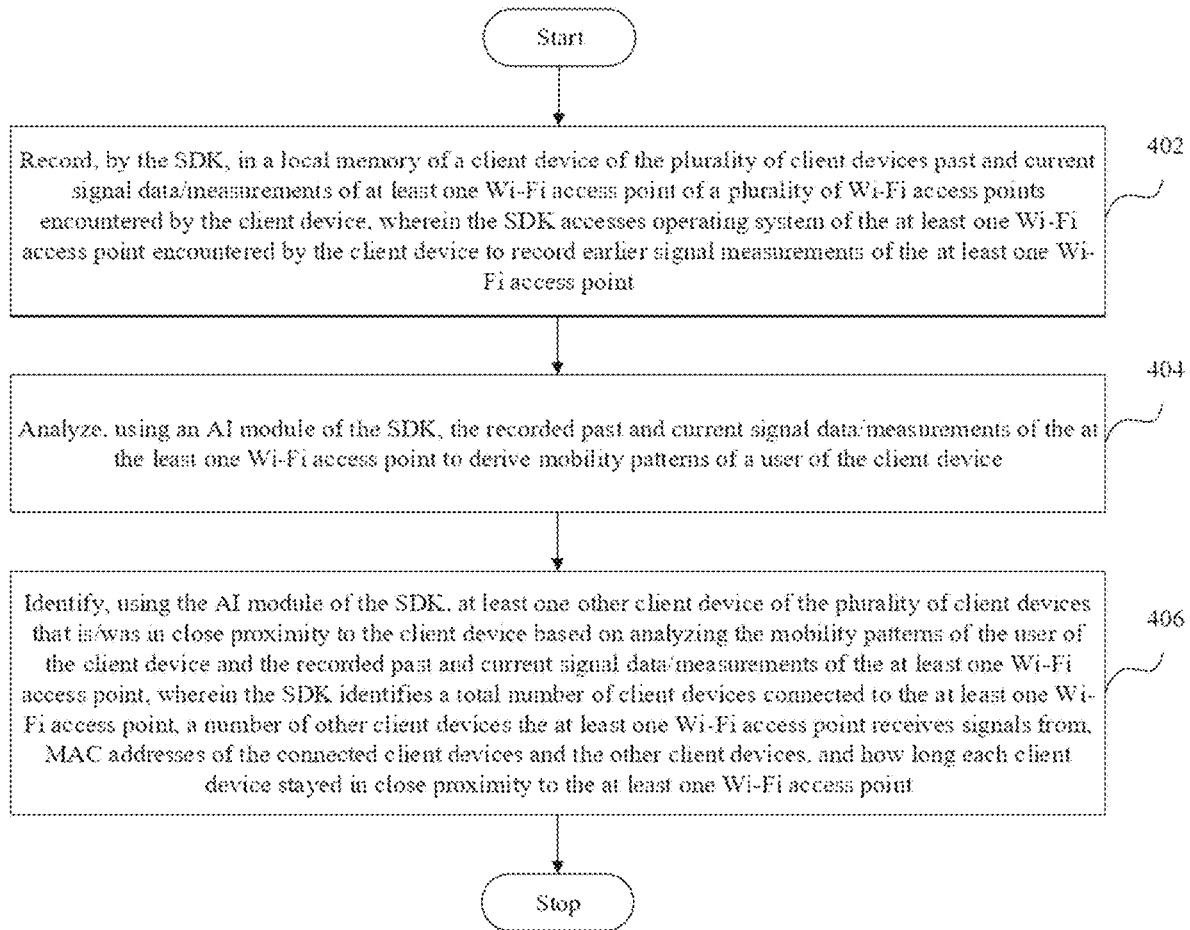 Start
Record, by the SDK, in a local memory of a client device of the plurality of client devices past and current
signal data/measurements of at least one Wi-Fi access point of a plurality of Wi-Fi access points
encountered by the client device, wherein the SDK accesses operating system of the at least one Wi-Fi
access point encountered by the client device to record earlier signal measurements of the at least one Wi-
Fi access point
402
Analyze, using an AI module of the SDK, the recorded past and current signal data/measurements of the at
the least one Wi-Fi access point to derive mobility patterns of a user of the client device
404
Identify, using the AI module of the SDK, at least one other client device of the plurality of client devices
that is/was in close proximity to the client device based on analyzing the mobility patterns of the user of
the client device and the recorded past and current signal data/measurements of the at least one Wi-Fi
access point, wherein the SDK identifies a total number of client devices connected to the at least one Wi-
Fi access point, a number of other client devices the at least one Wi-Fi access point receives signals from,
MAC addresses of the connected client devices and the other client devices, and how long each client
device stayed in close proximity to the at least one Wi-Fi access point
406
Stop